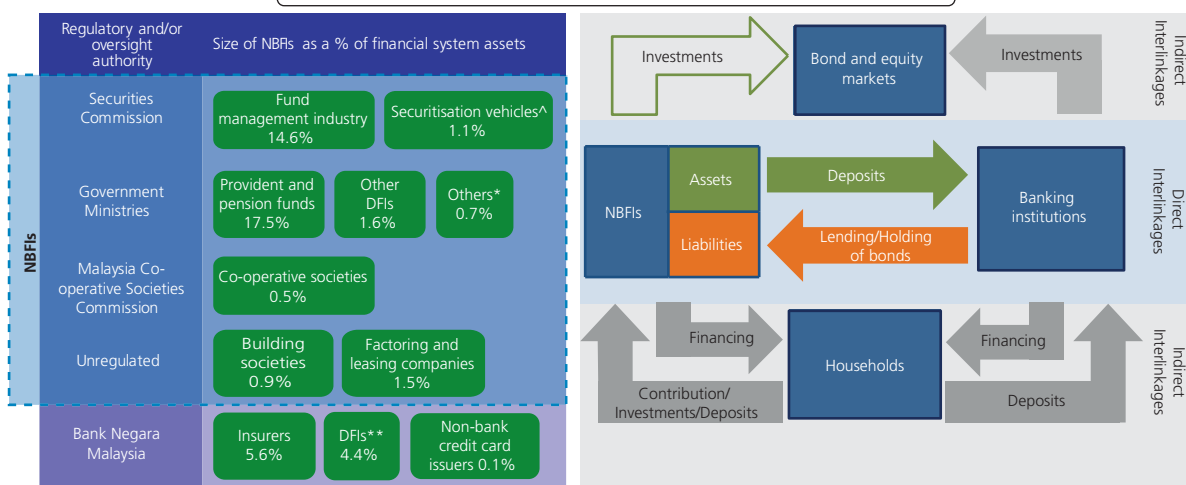 Regulatory and/or
oversight
authority
Size of NBFIs as a % of financial system assets
NBFIs
Securities
Commission
Fund
management industry
14.6%
Securitisation vehicles^
1.1%
Government
Ministries
Provident and
pension funds
17.5%
Other
DFIs
1.6%
Others*
0.7%
Malaysia Co-
operative Societies
Commission
Co-operative societies
0.5%
Unregulated
Building
societies
0.9%
Factoring and
leasing companies
1.5%
Bank Negara
Malaysia
Insurers
5.6%
DFIs**
4.4%
Non-bank
credit card
issuers 0.1%
Investments
Bond and equity
markets
Investments
Indirect
Interlinkages
NBFIs
Assets
Liabilities
Deposits
Lending/Holding
of bonds
Banking
institutions
Direct
Interlinkages
Financing
Households
Financing
Contribution/
Investments/Deposits
Deposits
Indirect
Interlinkages